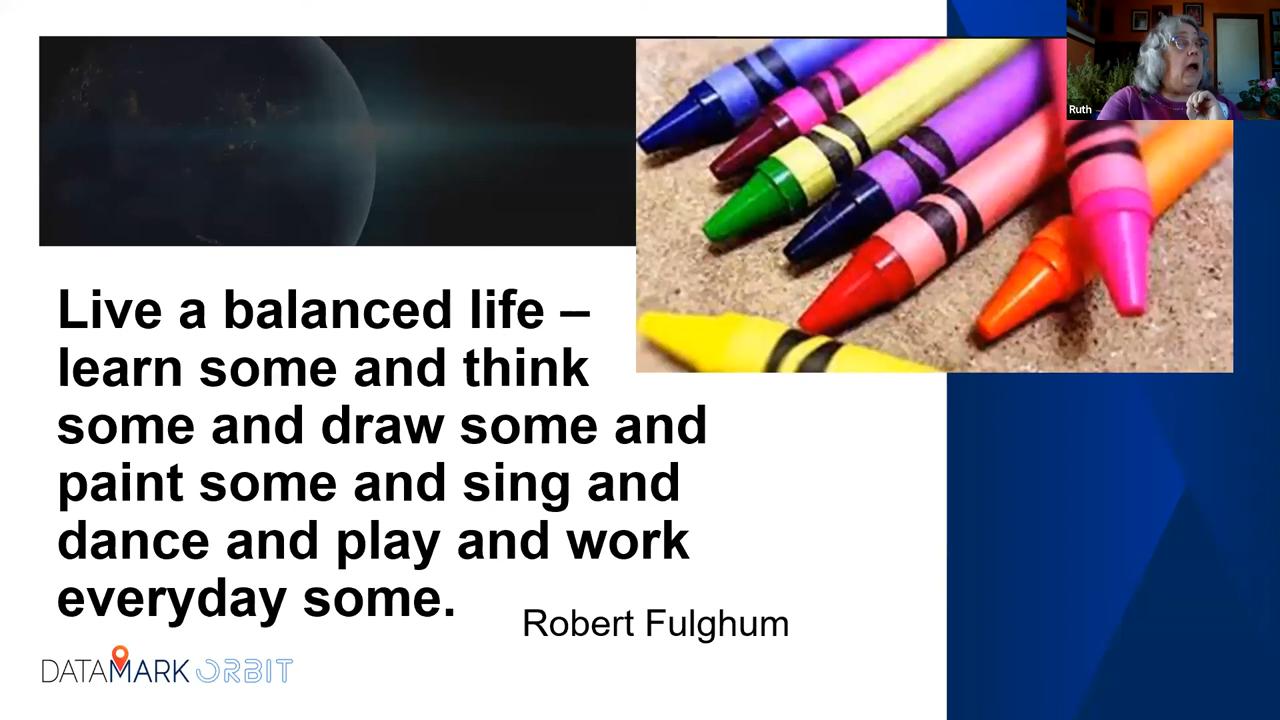 Ruth
Live a balanced life –
learn some and think
some and draw some and
paint some and sing and
dance and play and work
everyday some.
Robert Fulghum
DATAMARK ORBIT